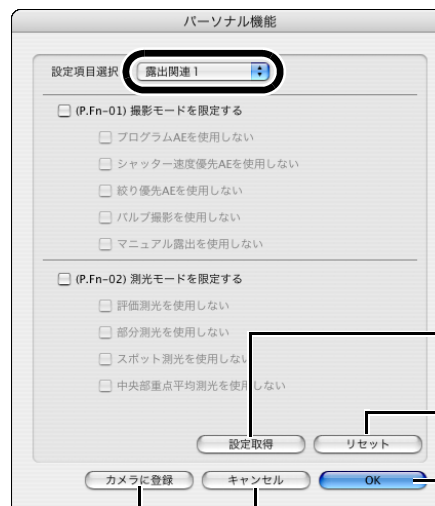 パーソナル機能
設定項目選択 露出関連 1
(P.Fn-01) 撮影モードを限定する
プログラムAEを使用しない
シャッター速度優先AEを使用しない
絞り優先AEを使用しない
バルブ撮影を使用しない
マニュアル露出を使用しない
(P.Fn-02) 測光モードを限定する
評価測光を使用しない
部分測光を使用しない
スポット測光を使用しない
中央部重点平均測光を使用しない
設定取得 リセット
カメラに登録 キャンセル OK